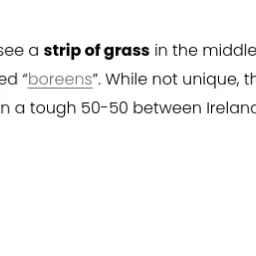 see a strip of grass in the middle
ed “boreens”. While not unique, th
n a tough 50-50 between Ireland